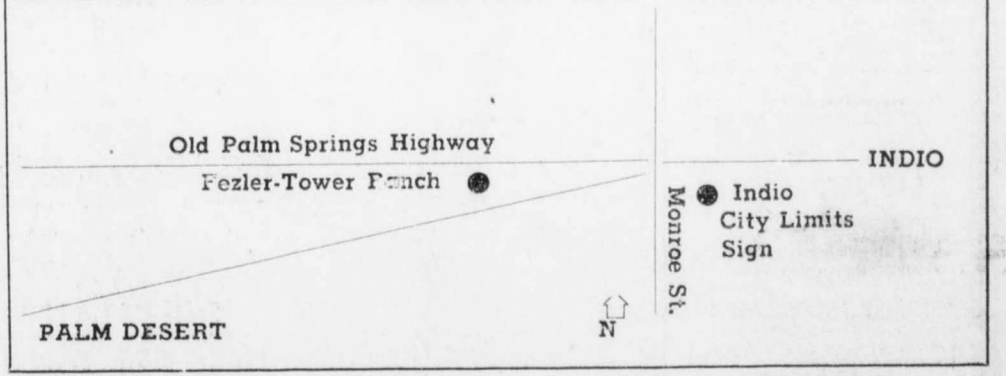 Old Palm Springs Highway
INDIO
Fezler-Tower Ranch
Monroe St.
Indio
City Limits
Sign
N
PALM DESERT